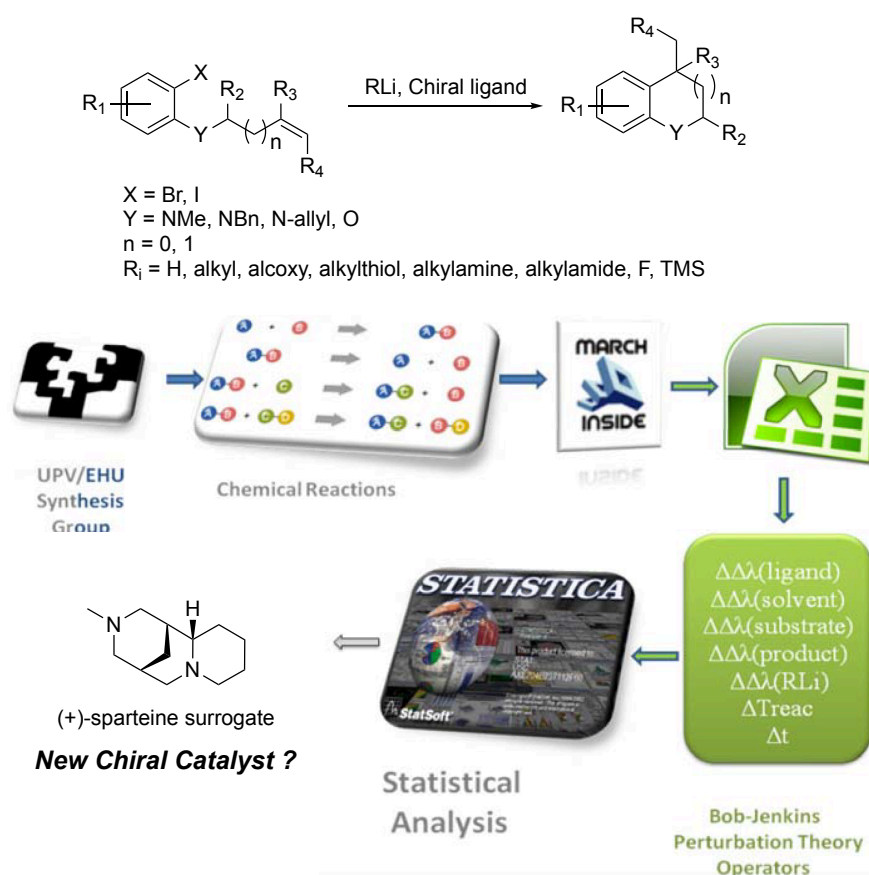 X
R₁
Y
R₂
( )n
R₃
R₄
RLi, Chiral ligand
R₄
R₃
( )n
R₁
Y
R₂
X = Br, I
Y = NMe, NBn, N-allyl, O
n = 0, 1
Rᵢ = H, alkyl, alcoxy, alkylthiol, alkylamine, alkylamide, F, TMS
A + B
A B
A B
A + B
A B + C
A C + B
A B + C D
A C + B D
MARCH
INSIDE
INSIDE
X
UPV/EHU
Synthesis
Group
Chemical Reactions
ΔΔλ(ligand)
ΔΔλ(solvent)
ΔΔλ(substrate)
ΔΔλ(product)
ΔΔλ(RLi)
ΔTreac
Δt
STATISTICA
StatSoft
N
H
N
(+)-sparteine surrogate
New Chiral Catalyst ?
Statistical
Analysis
Bob-Jenkins
Perturbation Theory
Operators